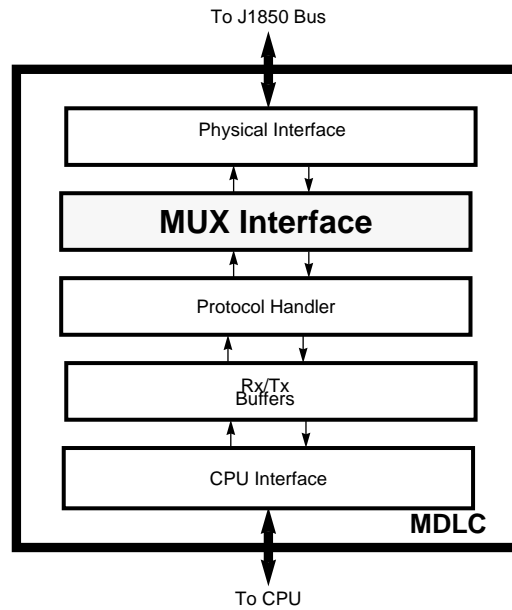 To J1850 Bus
Physical Interface
MUX Interface
Protocol Handler
Rx/Tx
Buffers
CPU Interface
MDLC
To CPU